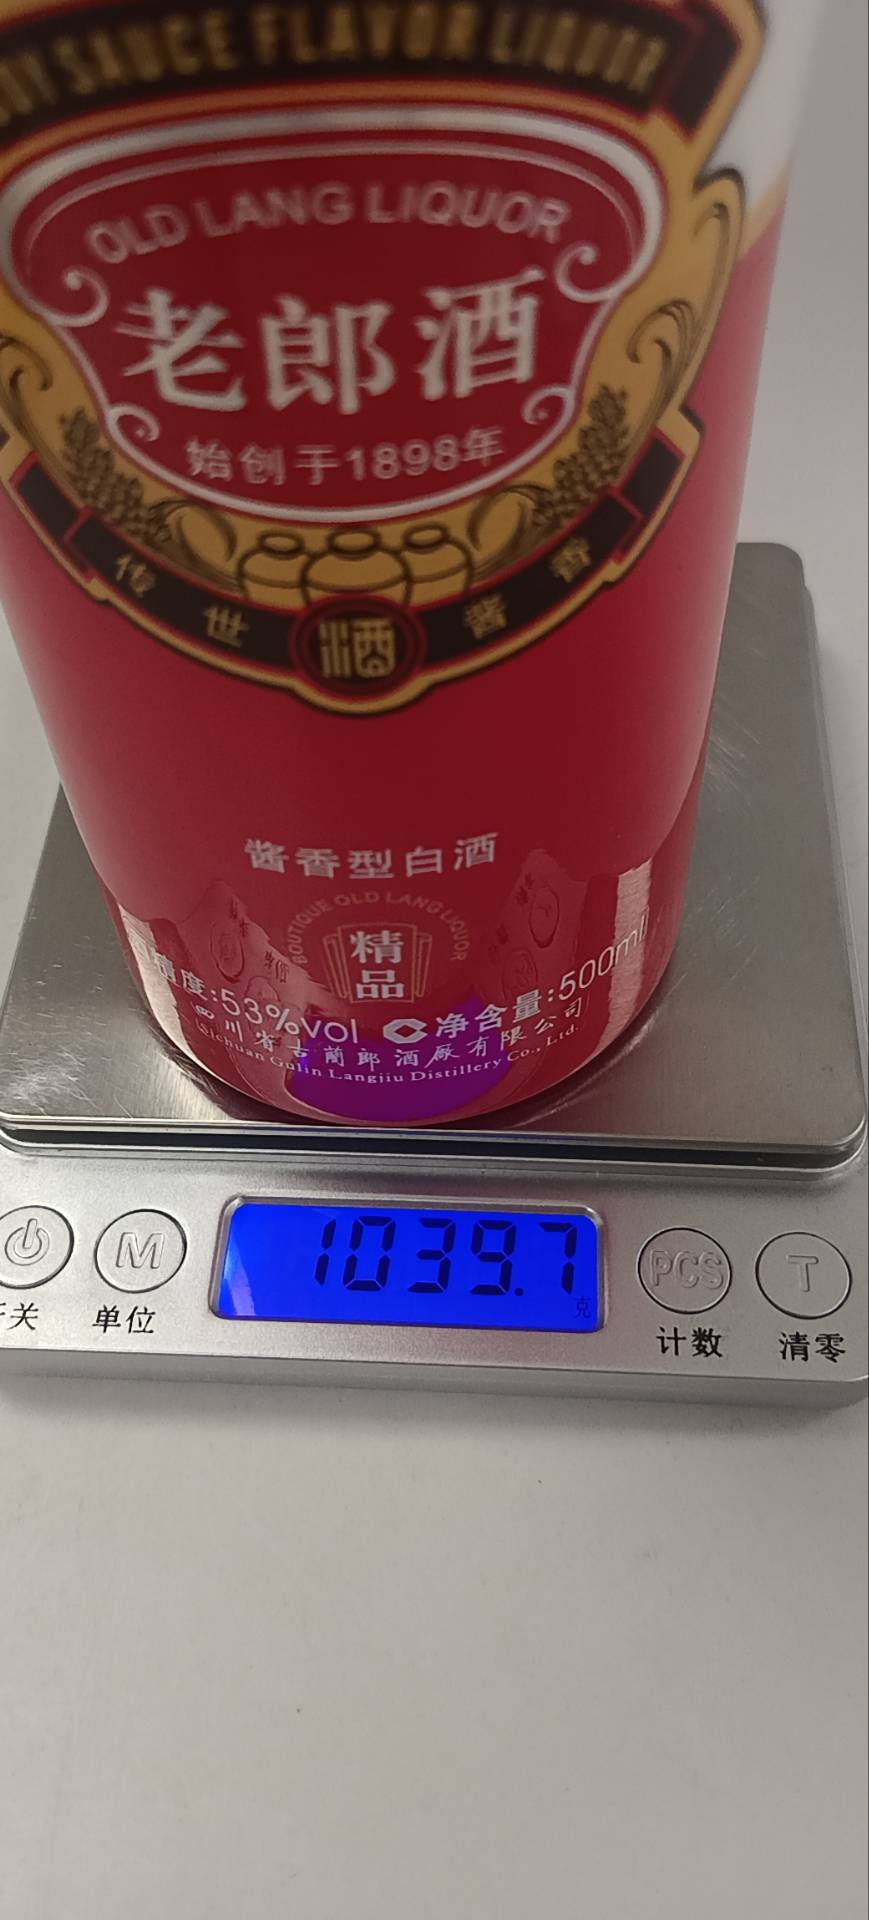 SAUCE FLAVOR LIQUOR
OLD LANG LIQUOR
老郎酒
始创于1898年
传世酒酱香
酱香型白酒
BOUTIQUE OLD LANG LIQUOR
精品
精度:53%vol 净含量:500ml
四川省古蔺郎酒厂有限公司
Sichuan Gulin Langjiu Distillery Co., Ltd.
1039.7
克
M
PCS
T
关
单位
计数
清零